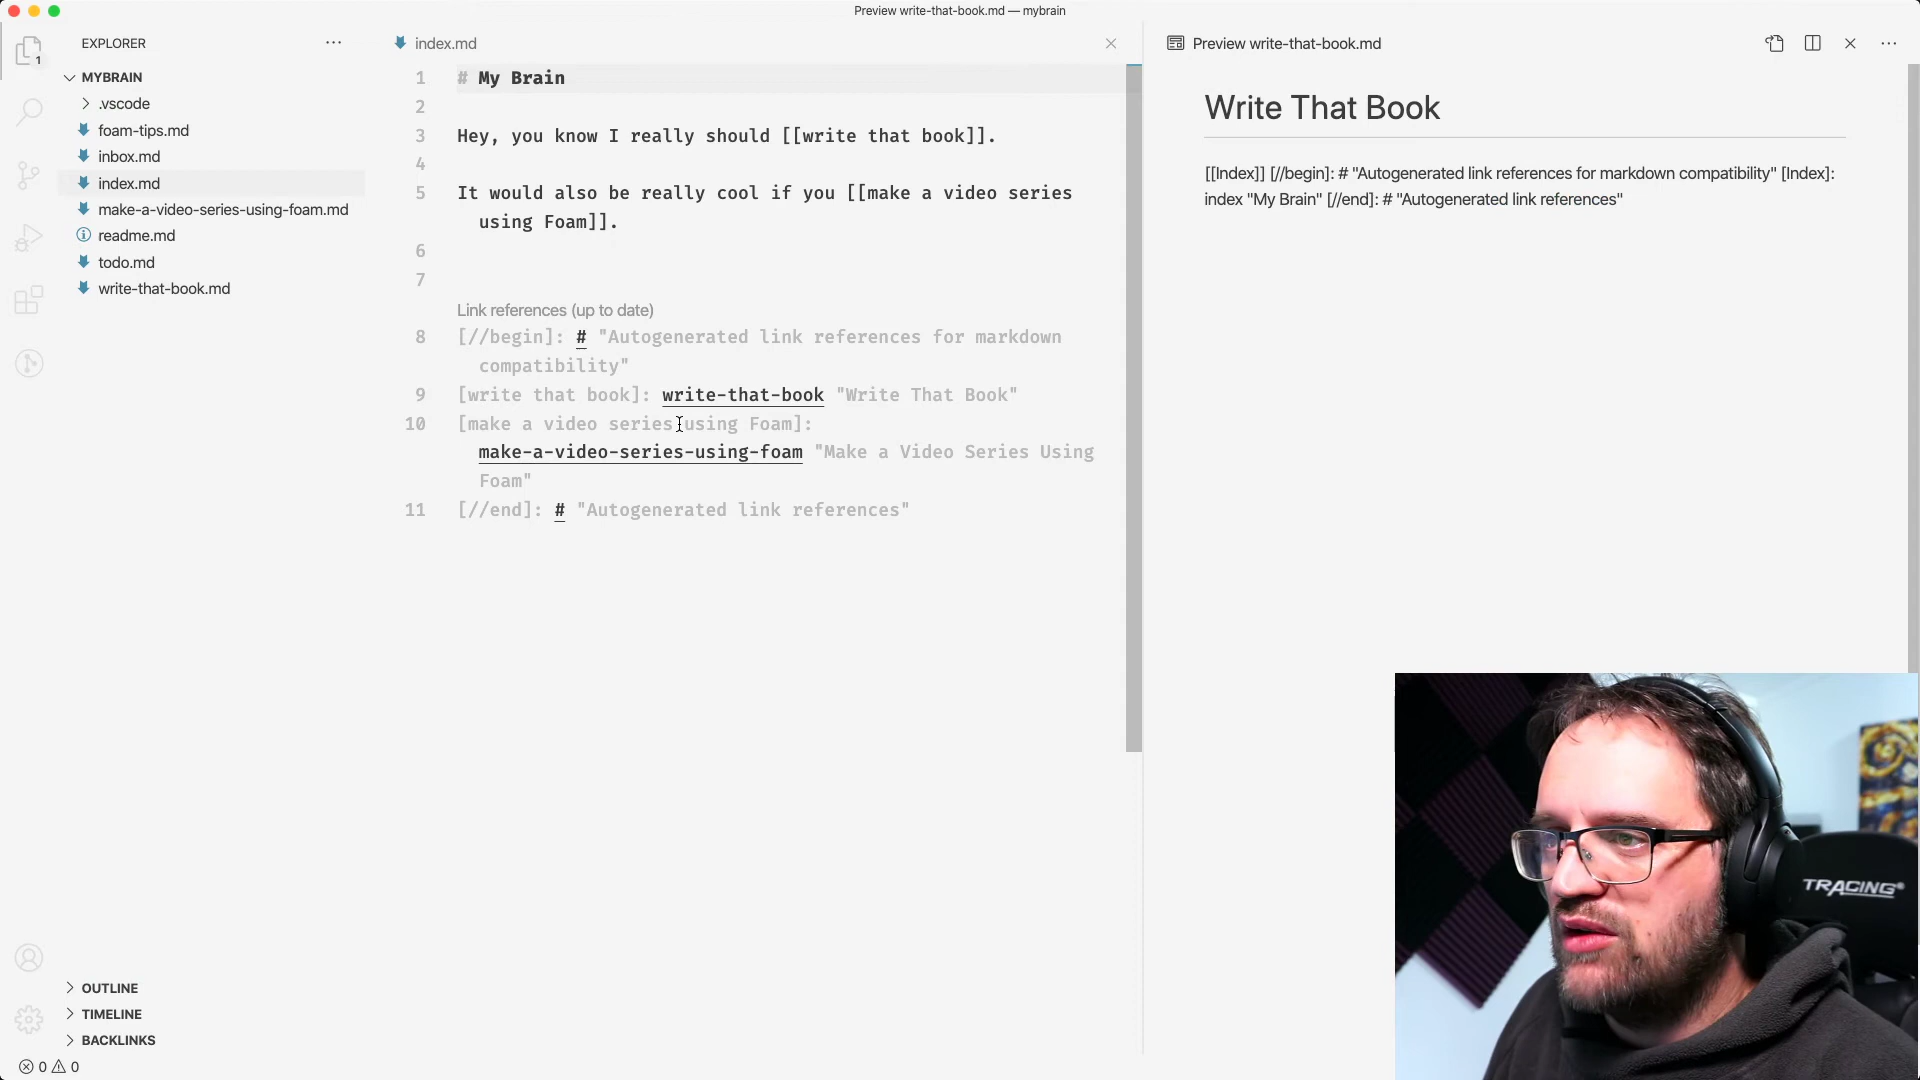 Preview write-that-book.md — mybrain
1
EXPLORER
MYBRAIN
.vscode
foam-tips.md
inbox.md
index.md
make-a-video-series-using-foam.md
readme.md
todo.md
write-that-book.md
OUTLINE
TIMELINE
BACKLINKS
0 0
index.md
1 # My Brain
2
3 Hey, you know I really should [[write that book]].
4
5 It would also be really cool if you [[make a video series
using Foam]].
6
7
Link references (up to date)
8 [//begin]: # "Autogenerated link references for markdown
compatibility"
9 [write that book]: write-that-book "Write That Book"
10 [make a video series using Foam]:
make-a-video-series-using-foam "Make a Video Series Using
Foam"
11 [//end]: # "Autogenerated link references"
Preview write-that-book.md
Write That Book
[[Index]] [//begin]: # "Autogenerated link references for markdown compatibility" [Index]:
index "My Brain" [//end]: # "Autogenerated link references"
TRACING®